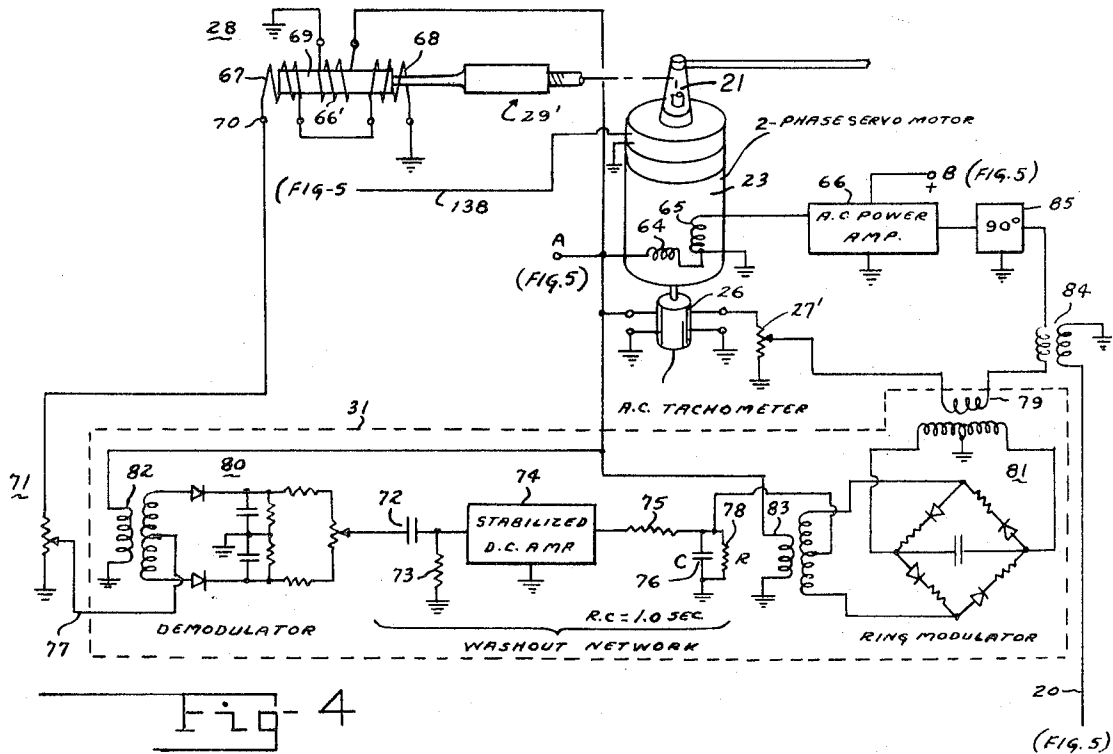 28
69
68
67
66'
70
29'
21
2-PHASE SERVO MOTOR
(FIG-5
138
23
65
64
A
(FIG.5)
66
A.C POWER
AMP.
B (FIG.5)
+
85
90°
84
26
27'
A.C. TACHOMETER
79
31
71
82
80
72
73
74
STABILIZED
D.C. AMP
75
C
76
78
R
83
81
77
DEMODULATOR
R.C = 1.0 SEC
WASHOUT NETWORK
RING MODULATOR
20
(FIG.5)
FIG-4